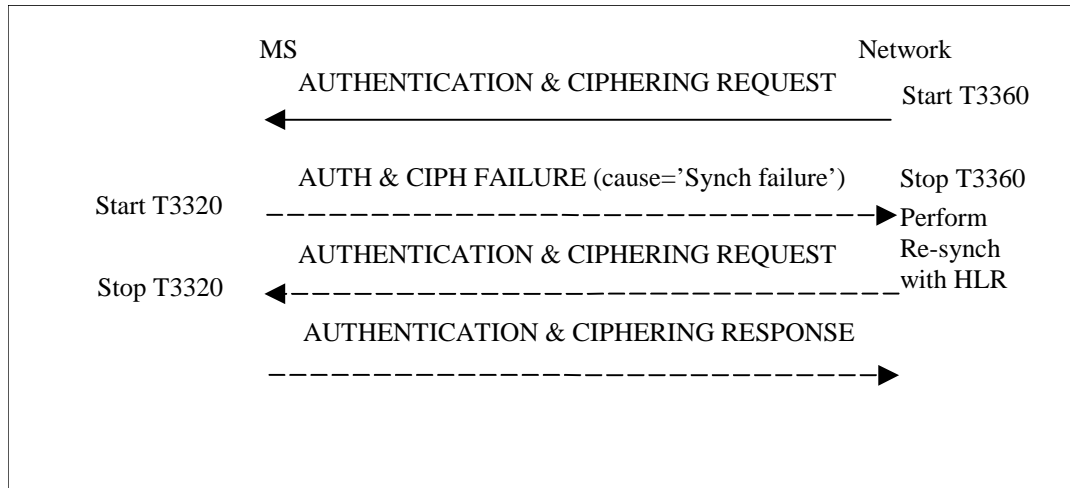 MS
Network
AUTHENTICATION & CIPHERING REQUEST
Start T3360
AUTH & CIPH FAILURE (cause=’Synch failure’)
Stop T3360
Start T3320
Perform
Re-synch
with HLR
AUTHENTICATION & CIPHERING REQUEST
Stop T3320
AUTHENTICATION & CIPHERING RESPONSE